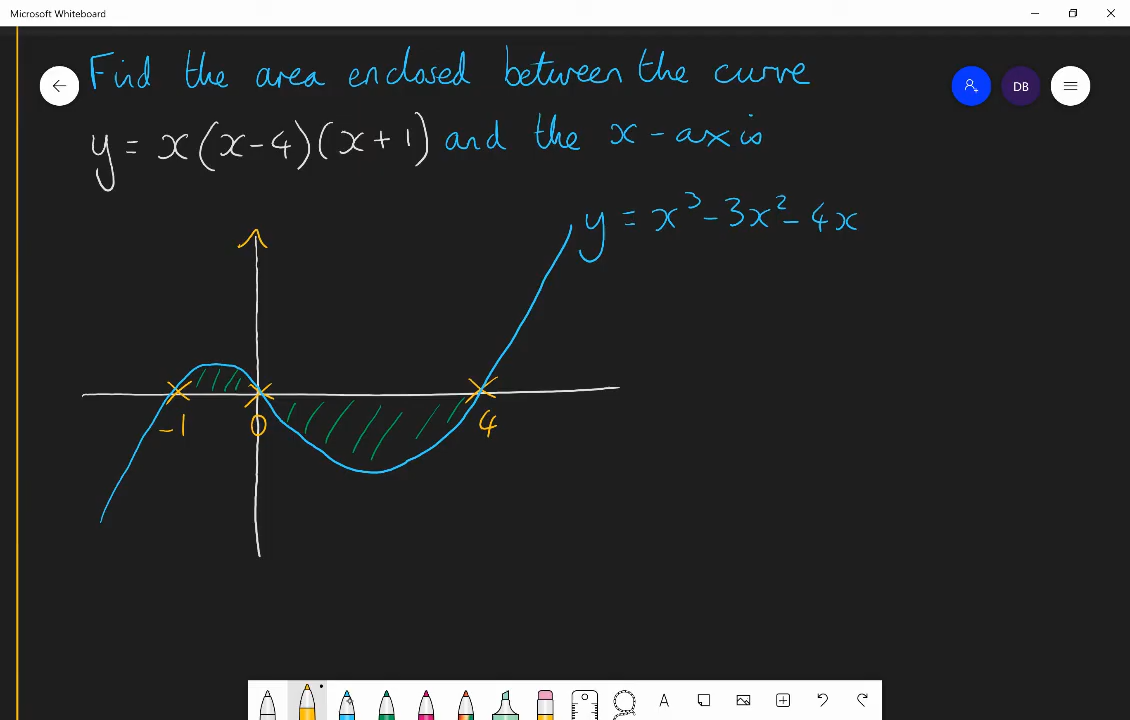 Microsoft Whiteboard
Find the area enclosed between the curve
DB
y = x(x-4)(x+1) and the x-axis
y = x³ - 3x² - 4x
-1 0 4
A